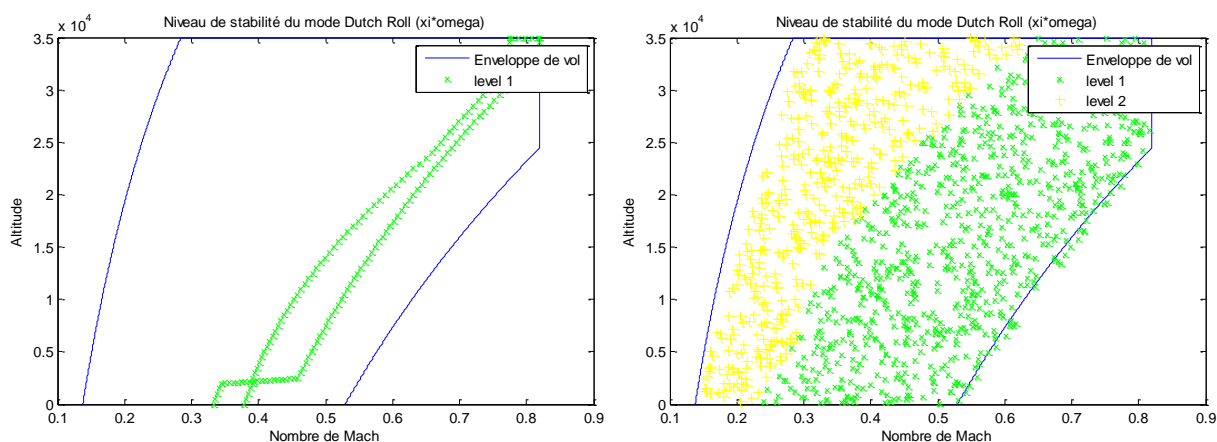 Niveau de stabilité du mode Dutch Roll (xi*omega)
x 10^4
3.5
3
2.5
2
1.5
1
0.5
0
Altitude
0.1 0.2 0.3 0.4 0.5 0.6 0.7 0.8 0.9
Nombre de Mach
Enveloppe de vol
level 1
Niveau de stabilité du mode Dutch Roll (xi*omega)
x 10^4
3.5
3
2.5
2
1.5
1
0.5
0
Altitude
0.1 0.2 0.3 0.4 0.5 0.6 0.7 0.8 0.9
Nombre de Mach
Enveloppe de vol
level 1
level 2